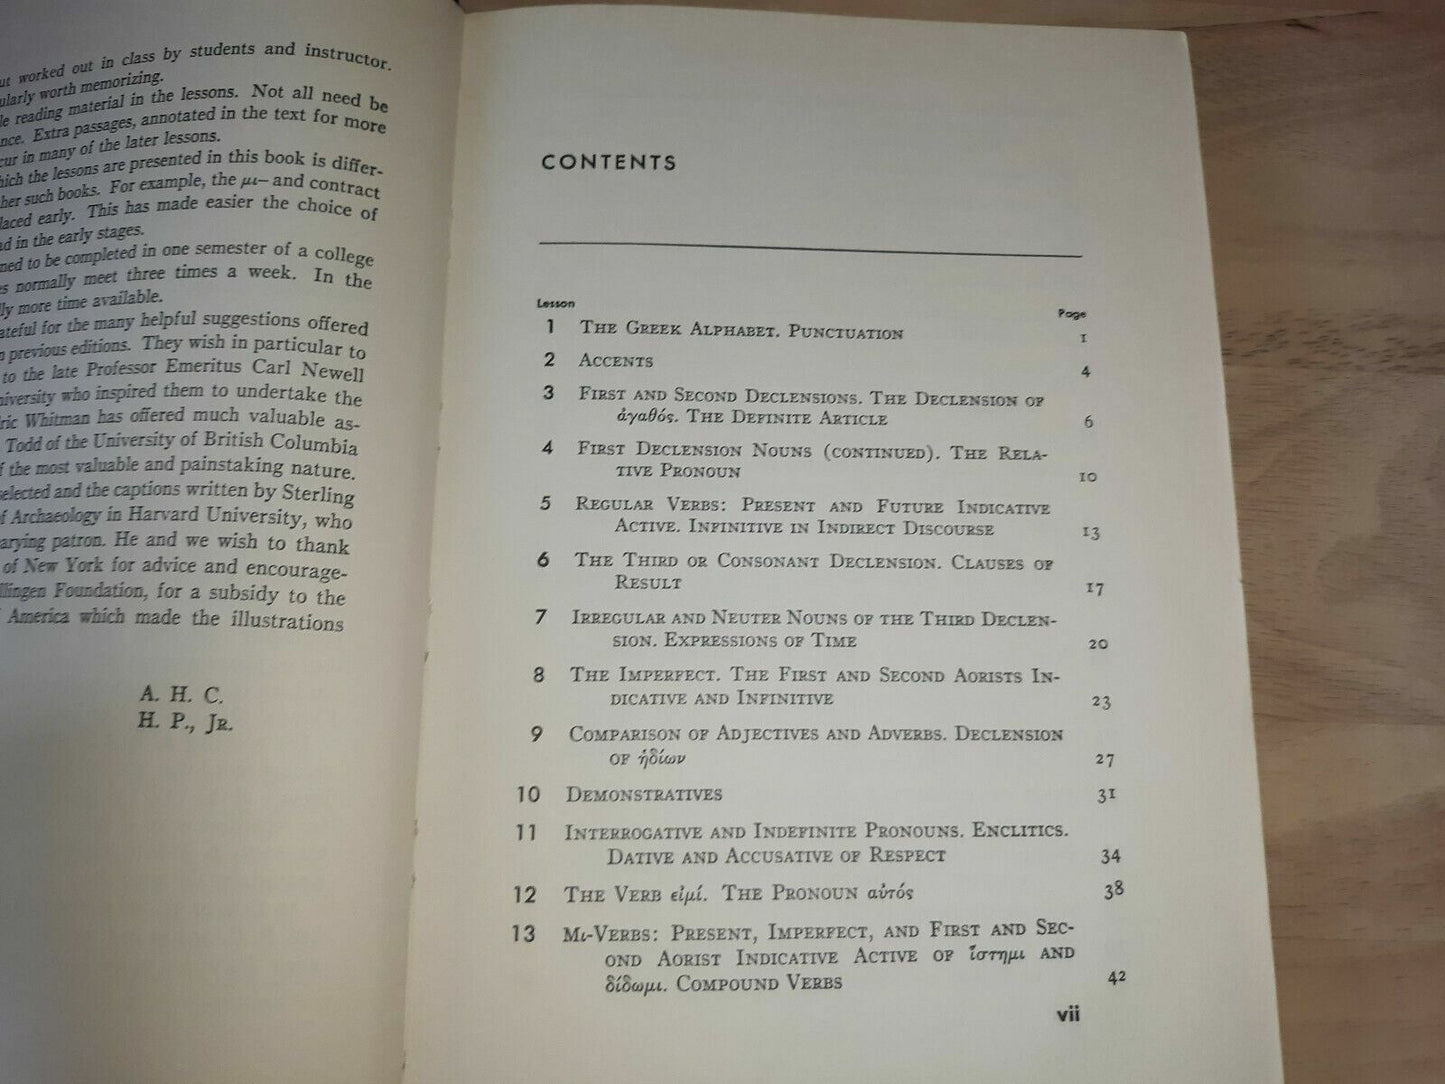 ut worked out in class by students and instructor.
ularly worth memorizing.
le reading material in the lessons. Not all need be
nce. Extra passages, annotated in the text for more
cur in many of the later lessons.
hich the lessons are presented in this book is differ-
her such books. For example, the μι– and contract
laced early. This has made easier the choice of
d in the early stages.
ned to be completed in one semester of a college
es normally meet three times a week. In the
lly more time available.
ateful for the many helpful suggestions offered
n previous editions. They wish in particular to
to the late Professor Emeritus Carl Newell
niversity who inspired them to undertake the
ric Whitman has offered much valuable as-
Todd of the University of British Columbia
f the most valuable and painstaking nature.
selected and the captions written by Sterling
of Archaeology in Harvard University, who
arying patron. He and we wish to thank
of New York for advice and encourage-
llingen Foundation, for a subsidy to the
America which made the illustrations
A. H. C.
H. P., Jr.
CONTENTS
Lesson Page
1 The Greek Alphabet. Punctuation 1
2 Accents 4
3 First and Second Declensions. The Declension of
ἀγαθός. The Definite Article 6
4 First Declension Nouns (continued). The Rela-
tive Pronoun 10
5 Regular Verbs: Present and Future Indicative
Active. Infinitive in Indirect Discourse 13
6 The Third or Consonant Declension. Clauses of
Result 17
7 Irregular and Neuter Nouns of the Third Declen-
sion. Expressions of Time 20
8 The Imperfect. The First and Second Aorists In-
dicative and Infinitive 23
9 Comparison of Adjectives and Adverbs. Declension
of ἡδίων 27
10 Demonstratives 31
11 Interrogative and Indefinite Pronouns. Enclitics.
Dative and Accusative of Respect 34
12 The Verb εἰμί. The Pronoun αὐτός 38
13 Μι-Verbs: Present, Imperfect, and First and Sec-
ond Aorist Indicative Active of ἵστημι and
δίδωμι. Compound Verbs 42
vii